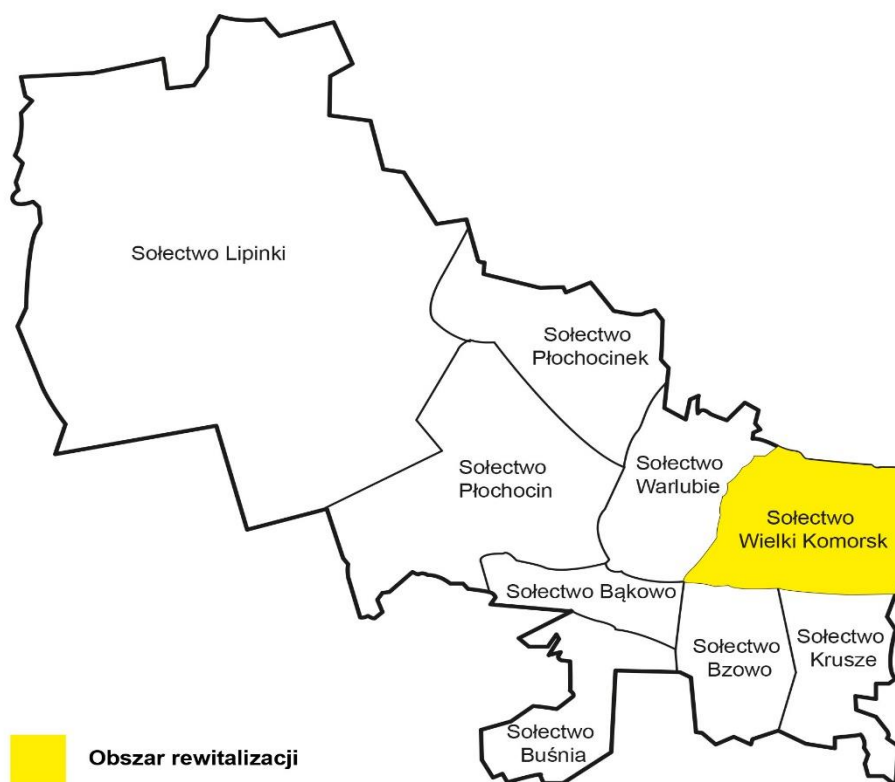 Sołectwo Lipinki
Sołectwo
Płochocinek
Sołectwo
Płochocin
Sołectwo
Warlubie
Sołectwo
Wielki Komorsk
Sołectwo Bąkowo
Sołectwo
Bzowo
Sołectwo
Krusze
Sołectwo
Buśnia
Obszar rewitalizacji